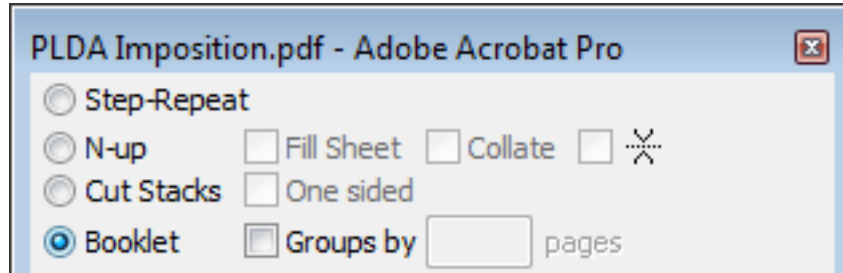 PLDA Imposition.pdf - Adobe Acrobat Pro
Step-Repeat
N-up Fill Sheet Collate
Cut Stacks One sided
Booklet Groups by pages